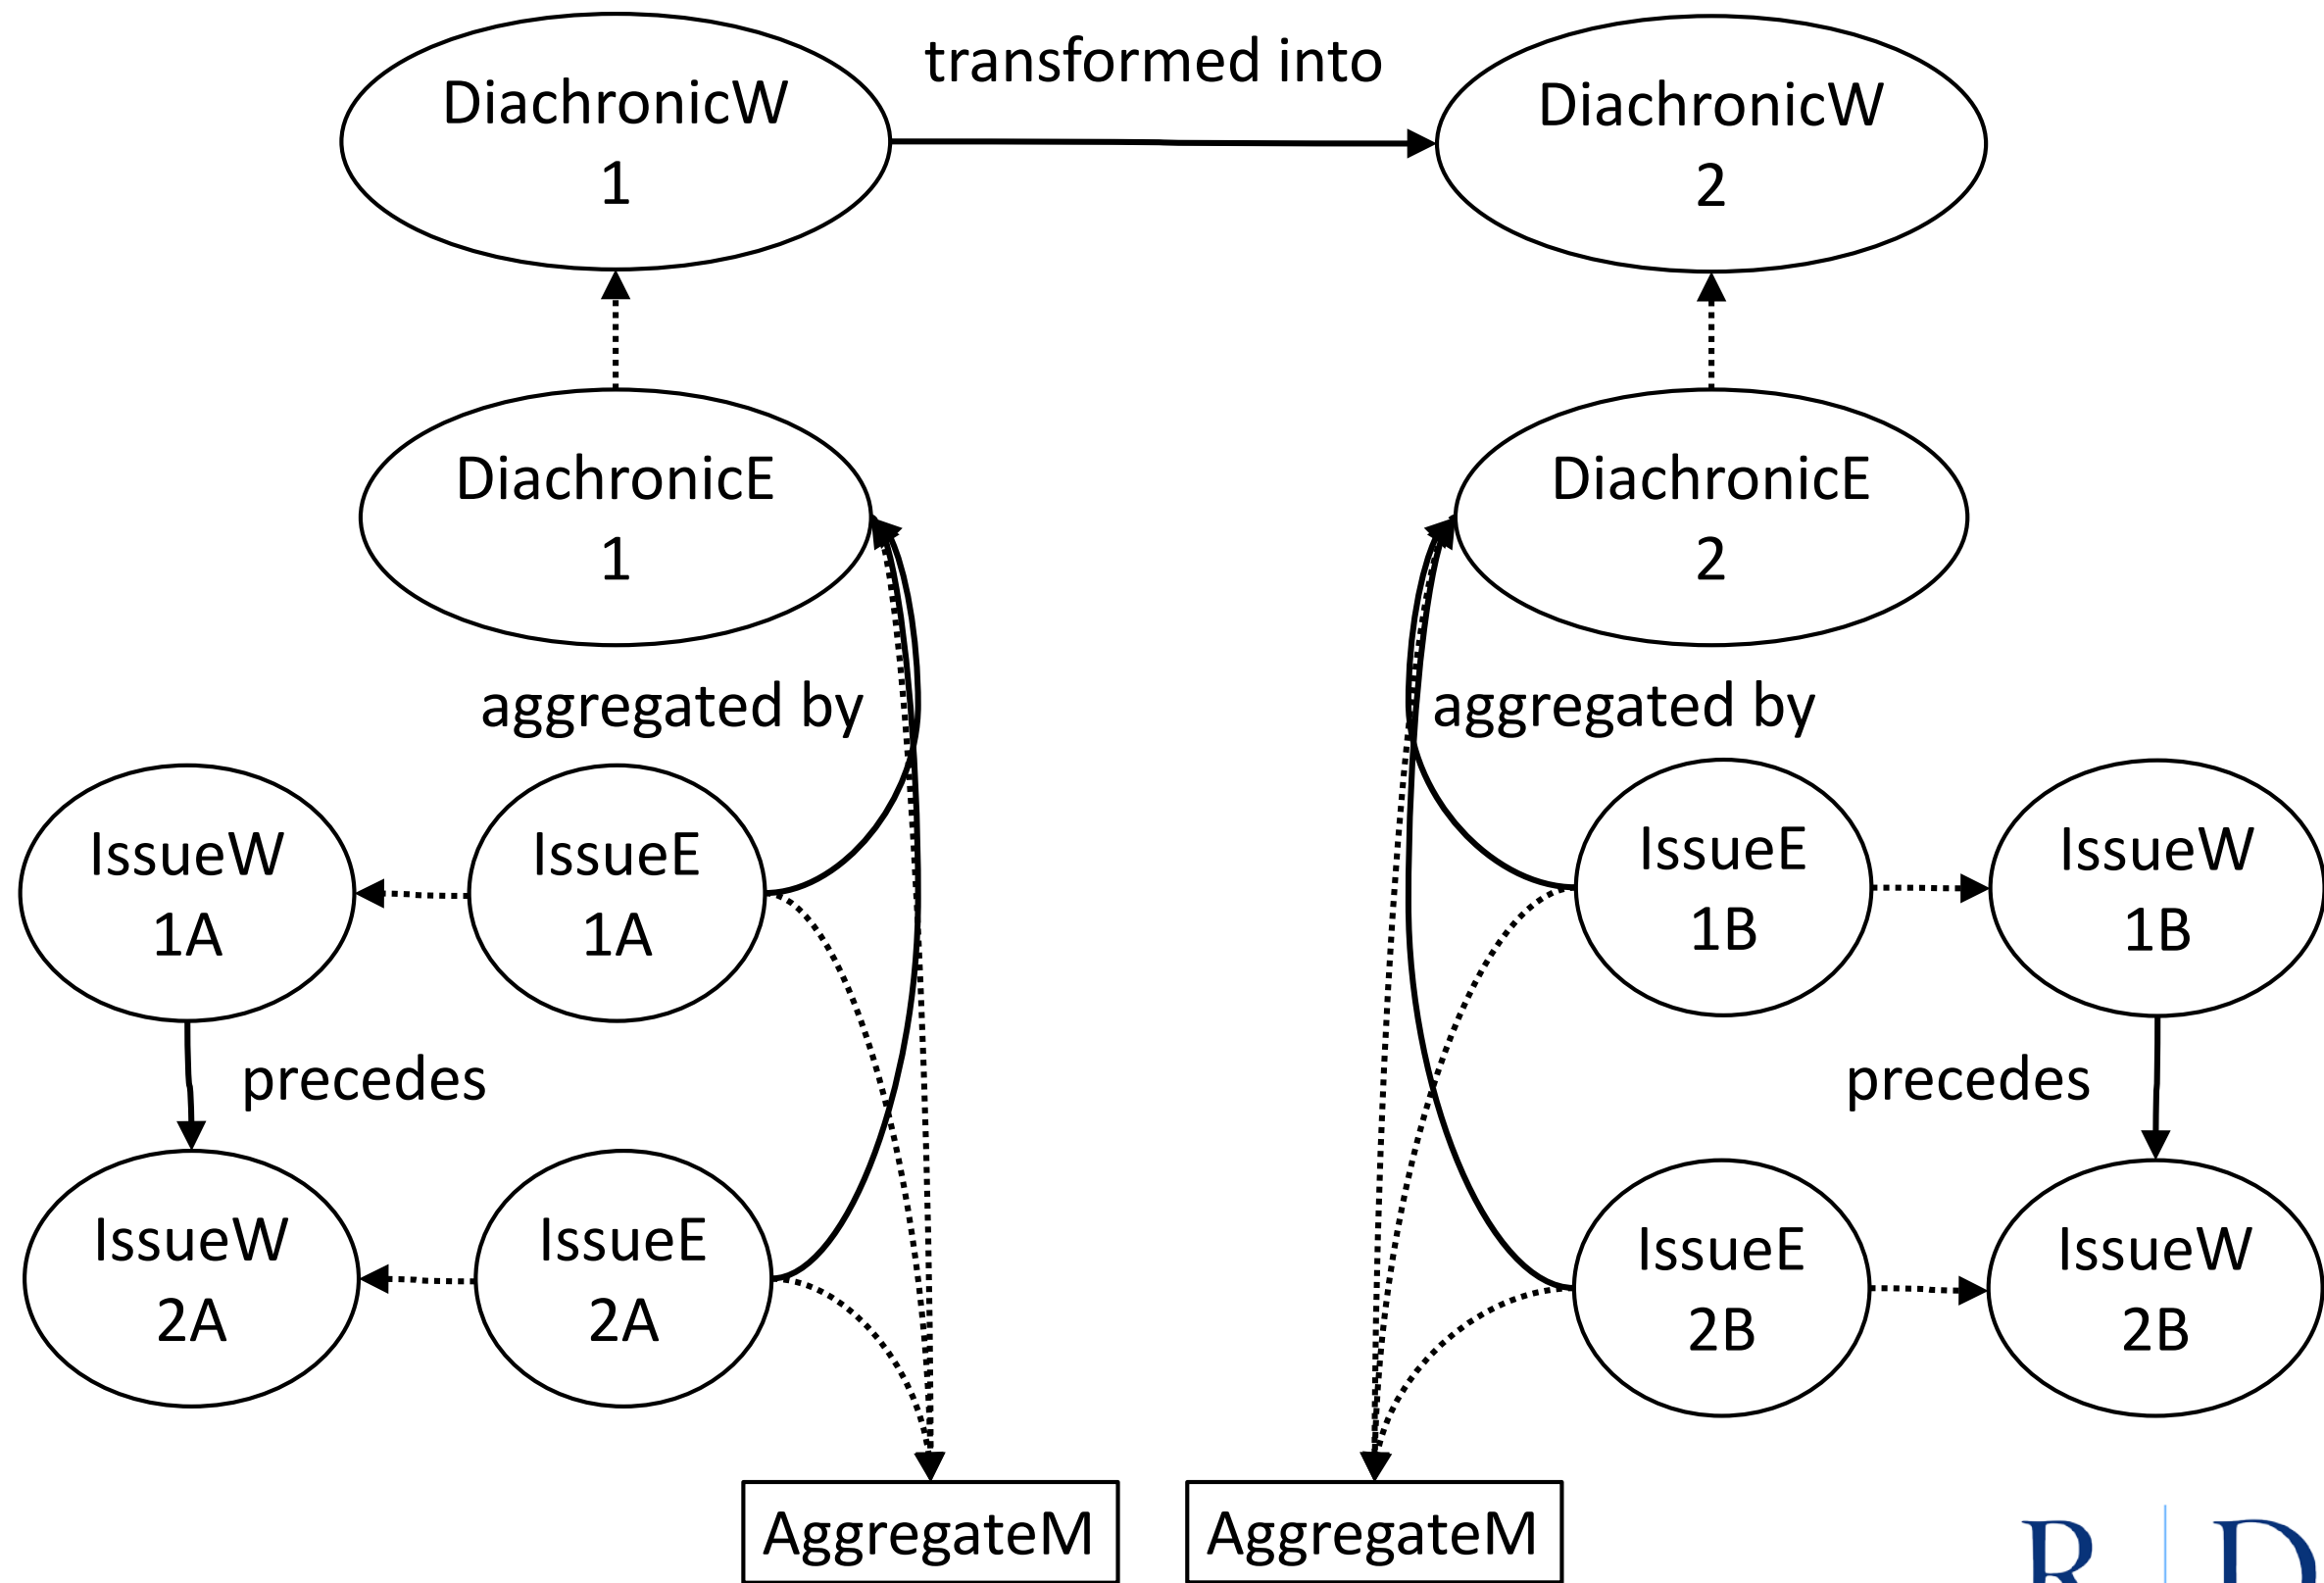 transformed into
DiachronicW
1
DiachronicW
2
DiachronicE
1
DiachronicE
2
aggregated by
aggregated by
IssueW
1A
IssueE
1A
IssueE
1B
IssueW
1B
precedes
precedes
IssueW
2A
IssueE
2A
IssueE
2B
IssueW
2B
AggregateM
AggregateM
R D